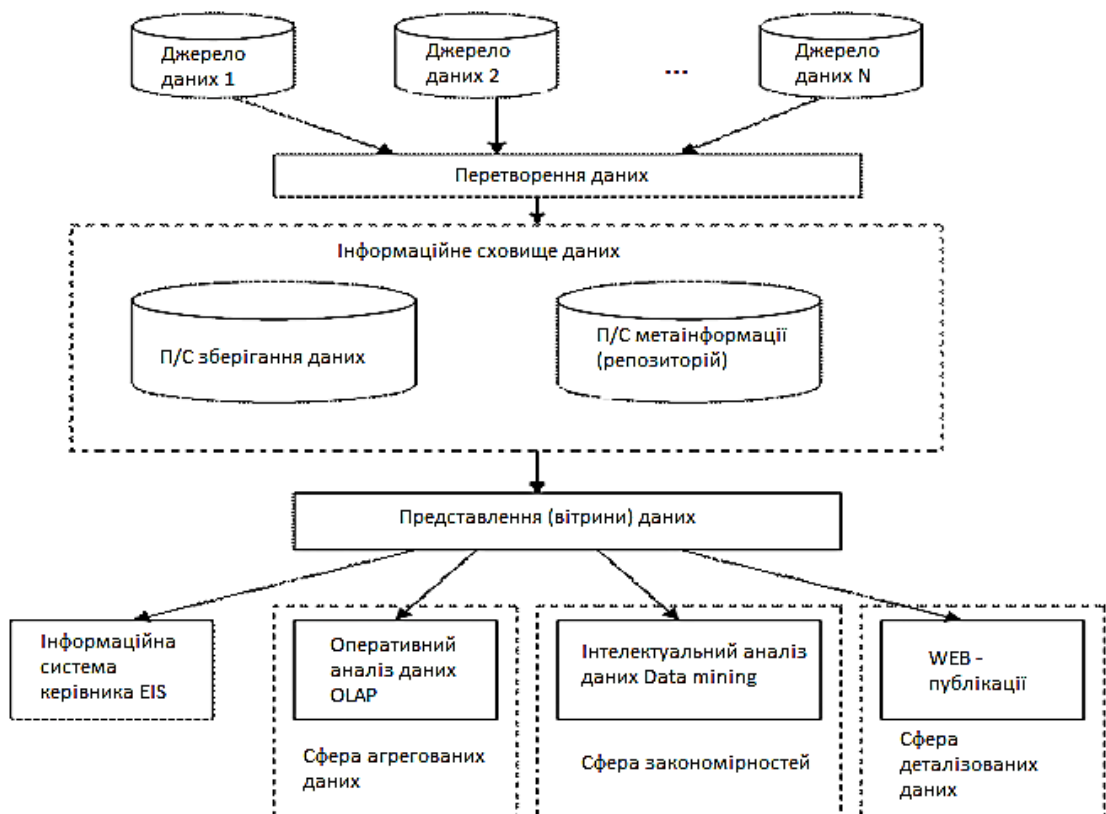 Джерело
даних 1
Джерело
даних 2
...
Джерело
даних N
Перетворення даних
Інформаційне сховище даних
П/С зберігання даних
П/С метаінформації
(репозиторій)
Представлення (вітрини) даних
Інформаційна
система
керівника EIS
Оперативний
аналіз даних
OLAP
Сфера агрегованих
даних
Інтелектуальний аналіз
даних Data mining
Сфера закономірностей
WEB -
публікації
Сфера
деталізованих
даних